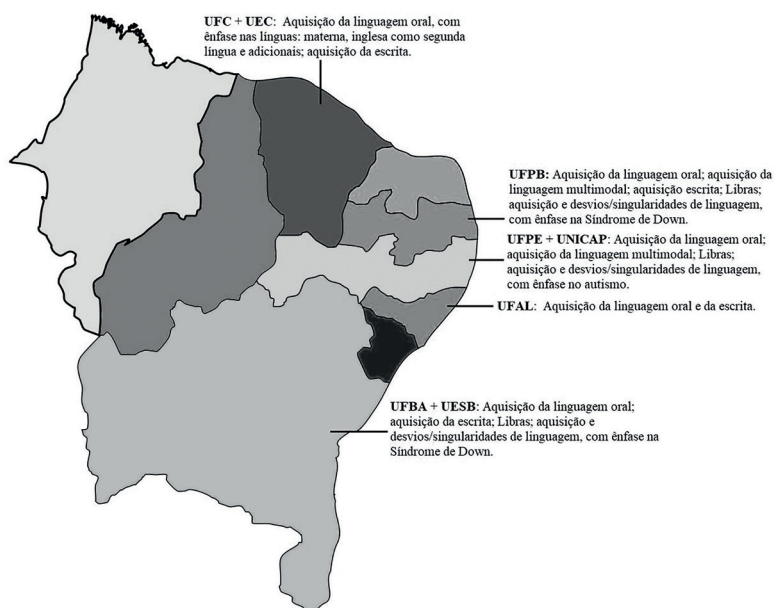 UFC + UEC: Aquisição da linguagem oral, com
ênfase nas línguas: materna, inglesa como segunda
língua e adicionais; aquisição da escrita.
UFPB: Aquisição da linguagem oral; aquisição da
linguagem multimodal; aquisição escrita; Libras;
aquisição e desvios/singularidades de linguagem,
com ênfase na Síndrome de Down.
UFPE + UNICAP: Aquisição da linguagem oral;
aquisição da linguagem multimodal; Libras;
aquisição e desvios/singularidades de linguagem,
com ênfase no autismo.
UFAL: Aquisição da linguagem oral e da escrita.
UFBA + UESB: Aquisição da linguagem oral;
aquisição da escrita; Libras; aquisição e
desvios/singularidades de linguagem, com ênfase na
Síndrome de Down.